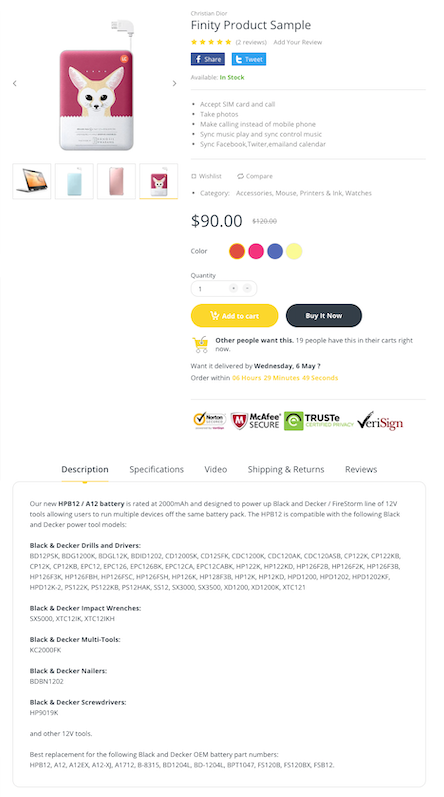 Christian Dior
Finity Product Sample
(2 reviews) Add Your Review
Share
Tweet
Available: In Stock
Accept SIM card and call
Take photos
Make calling instead of mobile phone
Sync music play and sync control music
Sync Facebook,Twiter,emailand calendar
Wishlist
Compare
Category: Accessories, Mouse, Printers & Ink, Watches
$90.00 $120.00
Color
Quantity
1
Add to cart
Buy It Now
Other people want this. 19 people have this in their carts right
now.
Want it delivered by Wednesday, 6 May ?
Order within 06 Hours 29 Minutes 49 Seconds
Norton
SECURED
McAfee
SECURE
TRUSTe
CERTIFIED PRIVACY
VeriSign
Description
Specifications
Video
Shipping & Returns
Reviews
Our new HPB12 / A12 battery is rated at 2000mAh and designed to power up Black and Decker / FireStorm line of 12V
tools allowing users to run multiple devices off the same battery pack. The HPB12 is compatible with the following Black
and Decker power tool models:
Black & Decker Drills and Drivers:
BD12PSK, BDG1200K, BDGL12K, BDID1202, CD1200SK, CD12SFK, CDC1200K, CDC120AK, CDC120ASB, CP122K, CP122KB,
CP12K, CP12KB, EPC12, EPC126, EPC126BK, EPC12CA, EPC12CABK, HP122K, HP122KD, HP126F2B, HP126F2K, HP126F3B,
HP126F3K, HP126FBH, HP126FSC, HP126FSH, HP126K, HP128F3B, HP12K, HP12KD, HPD1200, HPD1202, HPD1202KF,
HPD12K-2, PS122K, PS122KB, PS12HAK, SS12, SX3000, SX3500, XD1200, XD1200K, XTC121
Black & Decker Impact Wrenches:
SX5000, XTC12IK, XTC12IKH
Black & Decker Multi-Tools:
KC2000FK
Black & Decker Nailers:
BDBN1202
Black & Decker Screwdrivers:
HP9019K
and other 12V tools.
Best replacement for the following Black and Decker OEM battery part numbers:
HPB12, A12, A12EX, A12-XJ, A1712, B-8315, BD1204L, BD-1204L, BPT1047, FS120B, FS120BX, FSB12.